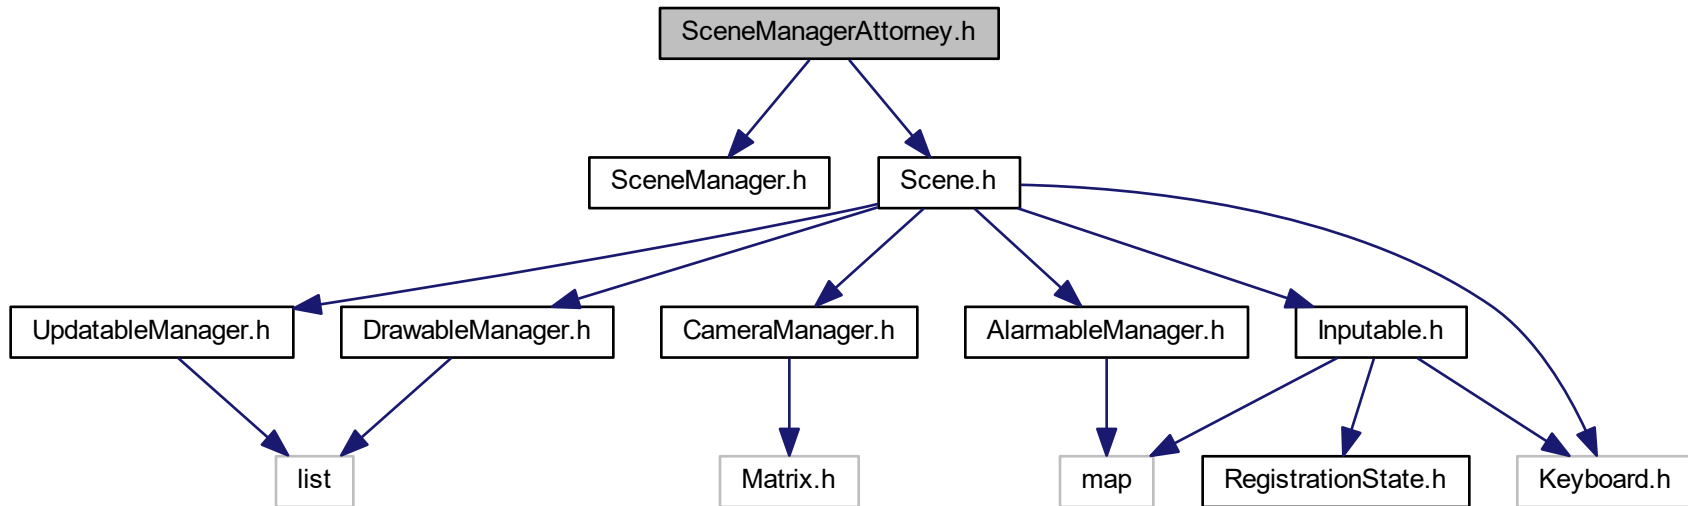 SceneManagerAttorney.h
SceneManager.h
Scene.h
UpdatableManager.h
DrawableManager.h
CameraManager.h
AlarmableManager.h
Inputable.h
list
Matrix.h
map
RegistrationState.h
Keyboard.h